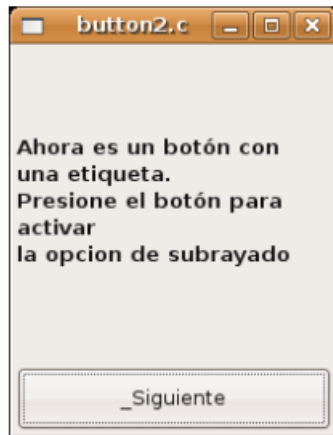 button2.c
Ahora es un botón con
una etiqueta.
Presione el botón para
activar
la opcion de subrayado
_Siguiente